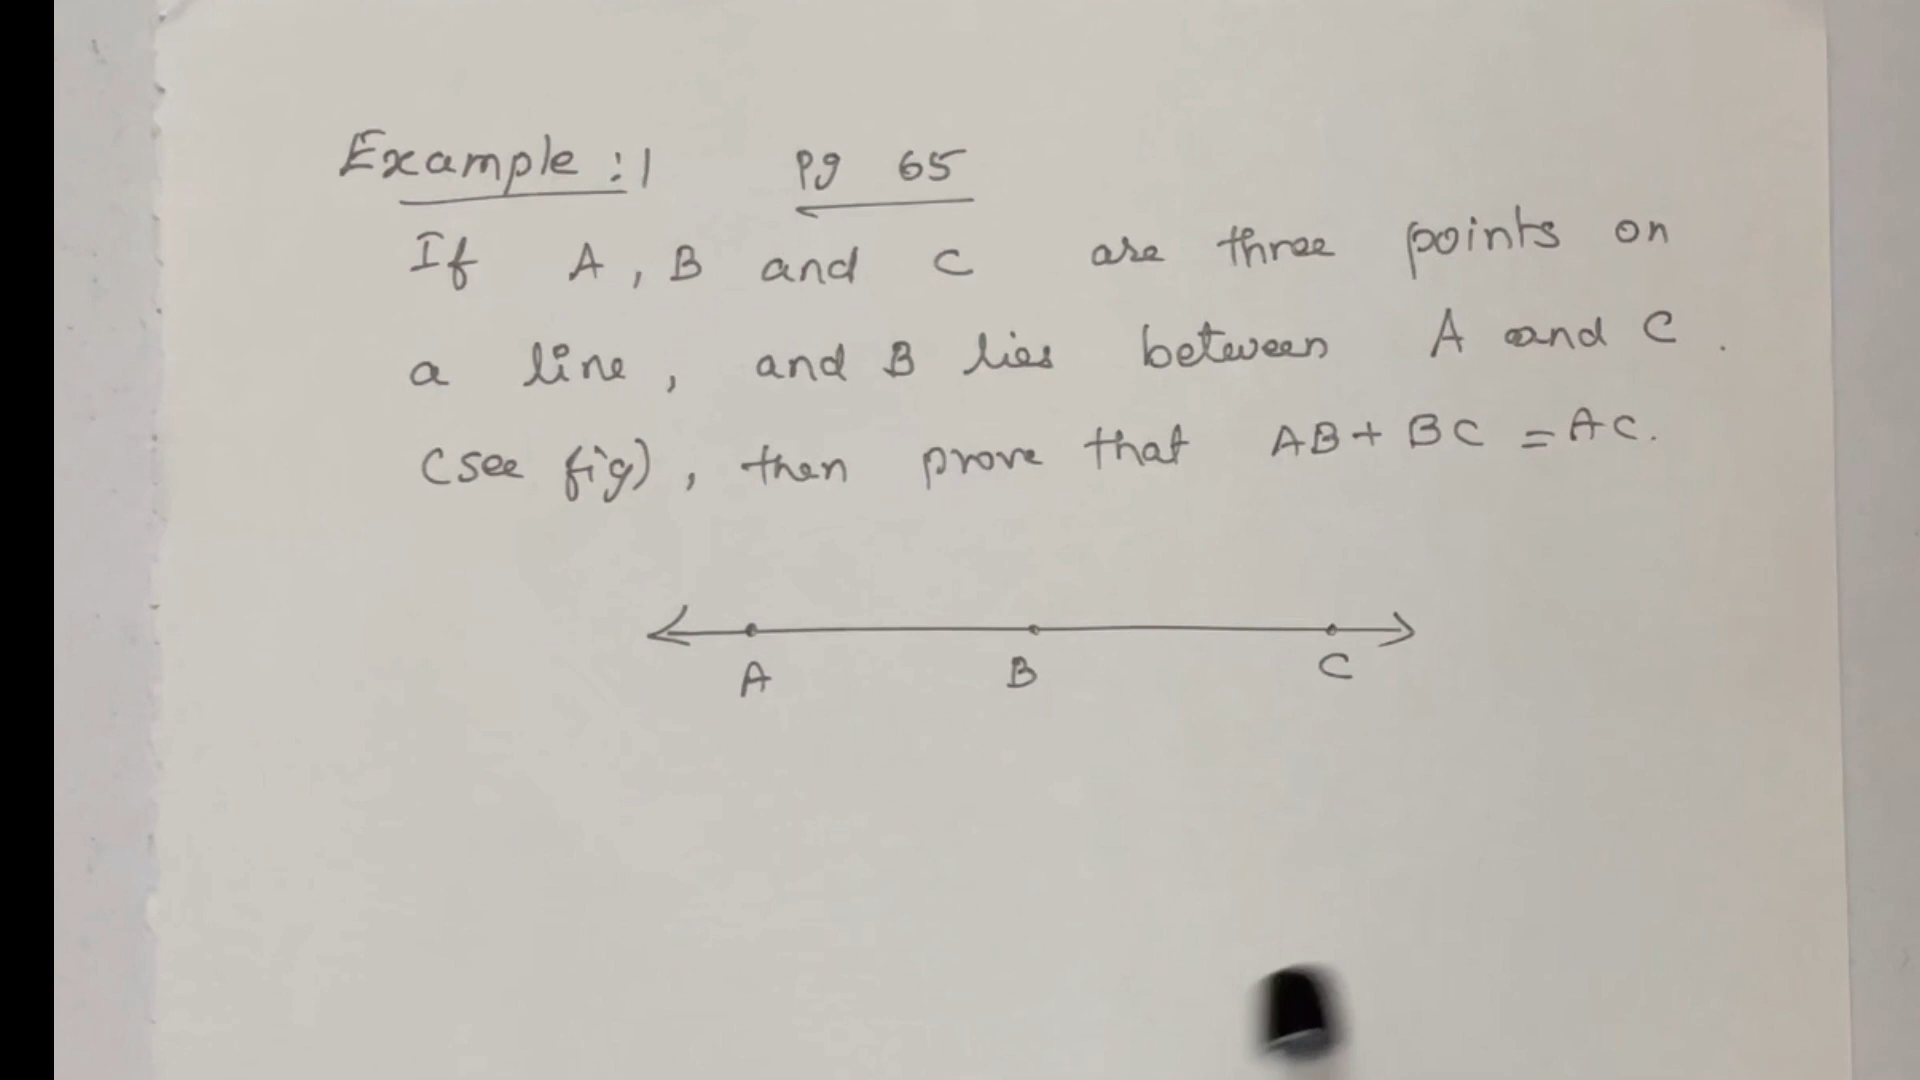 Example : 1 Pg 65
If A, B and C are three points on
a line, and B lies between A and C.
(see fig), then prove that AB + BC = AC.
A B C